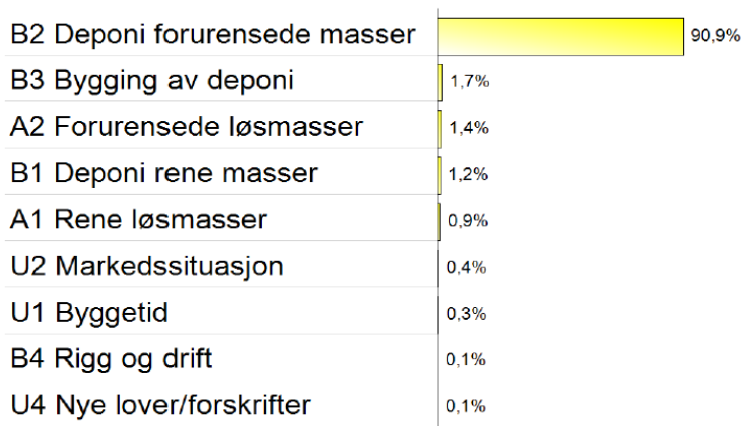 B2 Deponi forurensede masser 90,9%
B3 Bygging av deponi 1,7%
A2 Forurensede løsmasser 1,4%
B1 Deponi rene masser 1,2%
A1 Rene løsmasser 0,9%
U2 Markedssituasjon 0,4%
U1 Byggetid 0,3%
B4 Rigg og drift 0,1%
U4 Nye lover/forskrifter 0,1%